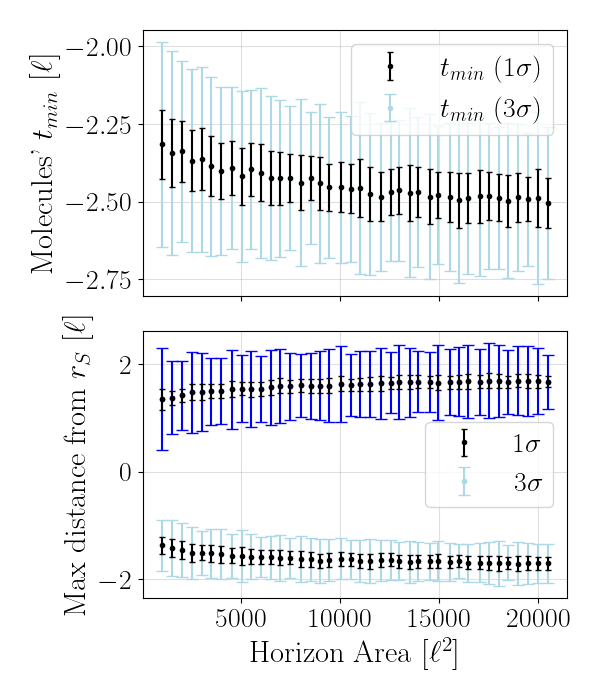 Molecules' t_min [ℓ]
−2.00
−2.25
−2.50
−2.75
t_min (1σ)
t_min (3σ)
Max distance from r_S [ℓ]
2
0
−2
1σ
3σ
5000 10000 15000 20000
Horizon Area [ℓ²]